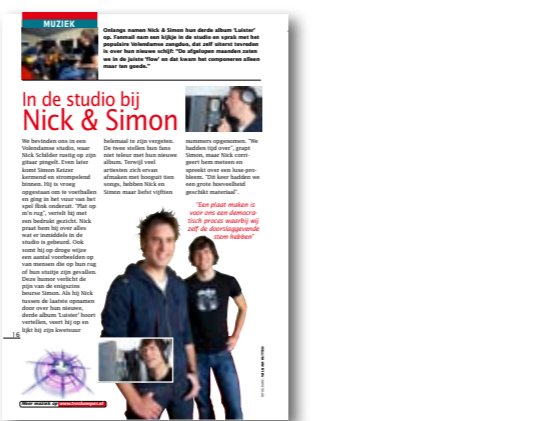 MUZIEK
Onlangs namen Nick & Simon hun derde album 'Luister'
op. Fanmail nam een kijkje in de studio en sprak met het
populaire Volendamse zangduo, dat zelf uiterst tevreden
is over hun nieuwe schijf: "De afgelopen maanden zaten
we in de juiste 'flow' en dat kwam het componeren alleen
maar ten goede."
In de studio bij
Nick & Simon
We bevinden ons in een
Volendamse studio, waar
Nick Schilder rustig op zijn
gitaar pingelt. Even later
komt Simon Keizer
kermend en strompelend
binnen. Hij is vroeg
opgestaan om te voetballen
en ging in het vuur van het
spel flink onderuit. "Plat op
m'n rug", vertelt hij met
een bedrukt gezicht. Nick
praat hem bij over alles
wat er inmiddels in de
studio is gebeurd. Ook
somt hij op droge wijze
een aantal voorbeelden op
van mensen die op hun rug
of hun stuitje zijn gevallen.
Deze humor verlicht de
pijn van de enigszins
beurse Simon. Als hij Nick
tussen de laatste opnamen
door over hun nieuwe,
derde album 'Luister' hoort
vertellen, veert hij op en
lijkt hij zijn kwetsuur
helemaal te zijn vergeten.
De twee stellen hun fans
niet teleur met hun nieuwe
album. Terwijl veel
artiesten zich ervan
afmaken met hooguit tien
songs, hebben Nick en
Simon maar liefst vijftien
nummers opgenomen. "We
hadden tijd over", grapt
Simon, maar Nick corri-
geert hem meteen en
spreekt over een luxe-pro-
bleem. "Dit keer hadden we
een grote hoeveelheid
geschikt materiaal".
"Een plaat maken is
voor ons een democra-
tisch proces waarbij wij
zelf de doorslaggevende
stem hebben"
16
Meer muziek op